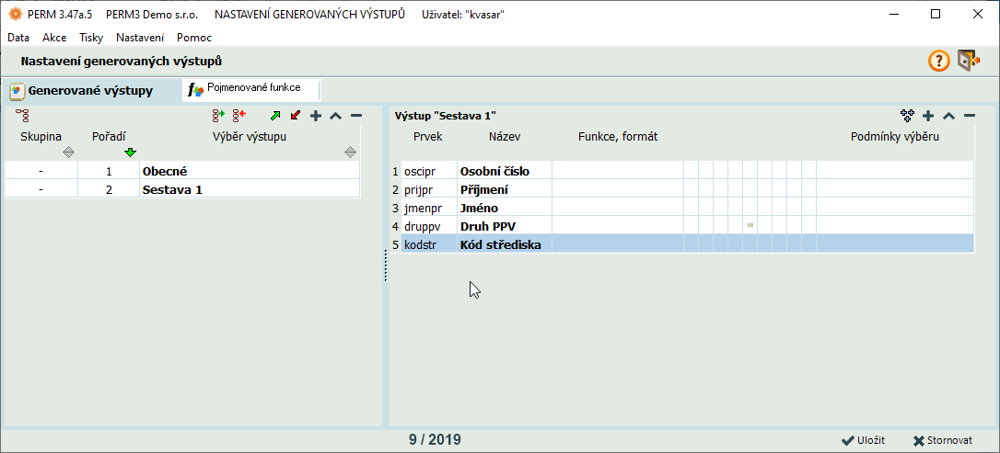 PERM 3.47a.5 PERM3 Demo s.r.o. NASTAVENÍ GENEROVANÝCH VÝSTUPŮ Uživatel: "kvasar"
Data Akce Tisky Nastavení Pomoc
Nastavení generovaných výstupů
Generované výstupy
Pojmenované funkce
Skupina Pořadí Výběr výstupu
- 1 Obecné
- 2 Sestava 1
Výstup "Sestava 1"
Prvek Název Funkce, formát Podmínky výběru
1 oscipr Osobní číslo
2 prijpr Příjmení
3 jmenpr Jméno
4 druppv Druh PPV
5 kodstr Kód střediska
9 / 2019
Uložit Stornovat